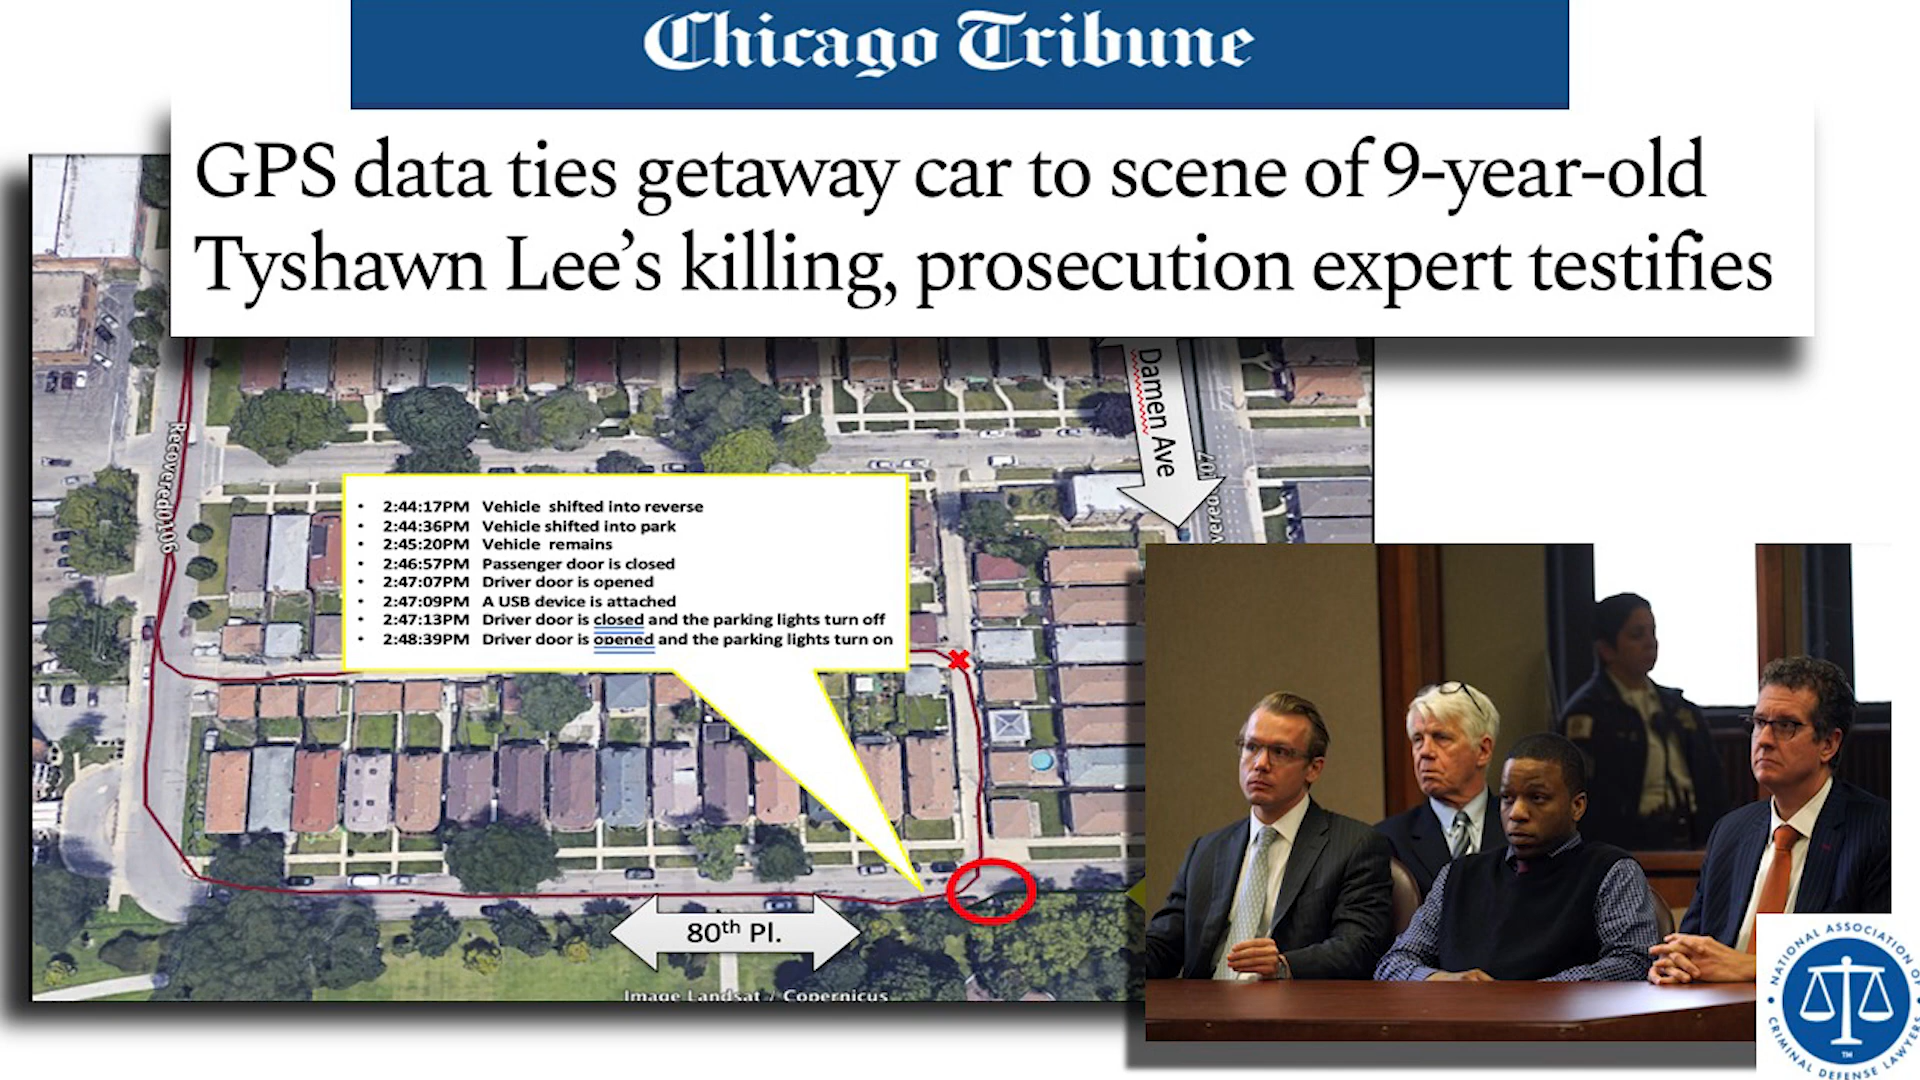 Chicago Tribune
GPS data ties getaway car to scene of 9-year-old
Tyshawn Lee’s killing, prosecution expert testifies
Damen Ave
Recovered0106
• 2:44:17PM Vehicle shifted into reverse
• 2:44:36PM Vehicle shifted into park
• 2:45:20PM Vehicle remains
• 2:46:57PM Passenger door is closed
• 2:47:07PM Driver door is opened
• 2:47:09PM A USB device is attached
• 2:47:13PM Driver door is closed and the parking lights turn off
• 2:48:39PM Driver door is opened and the parking lights turn on
80th Pl.
Image Landsat / Copernicus
NATIONAL ASSOCIATION OF
CRIMINAL DEFENSE LAWYERS
TM